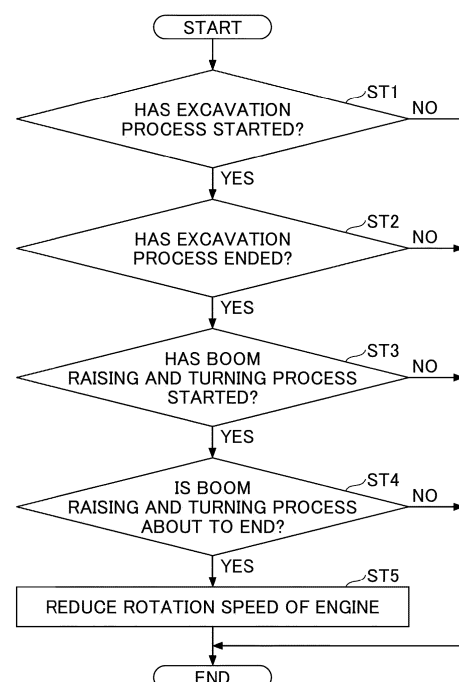 START
ST1
HAS EXCAVATION
PROCESS STARTED?
NO
YES
ST2
HAS EXCAVATION
PROCESS ENDED?
NO
YES
ST3
HAS BOOM
RAISING AND TURNING PROCESS
STARTED?
NO
YES
ST4
IS BOOM
RAISING AND TURNING PROCESS
ABOUT TO END?
NO
YES
ST5
REDUCE ROTATION SPEED OF ENGINE
END